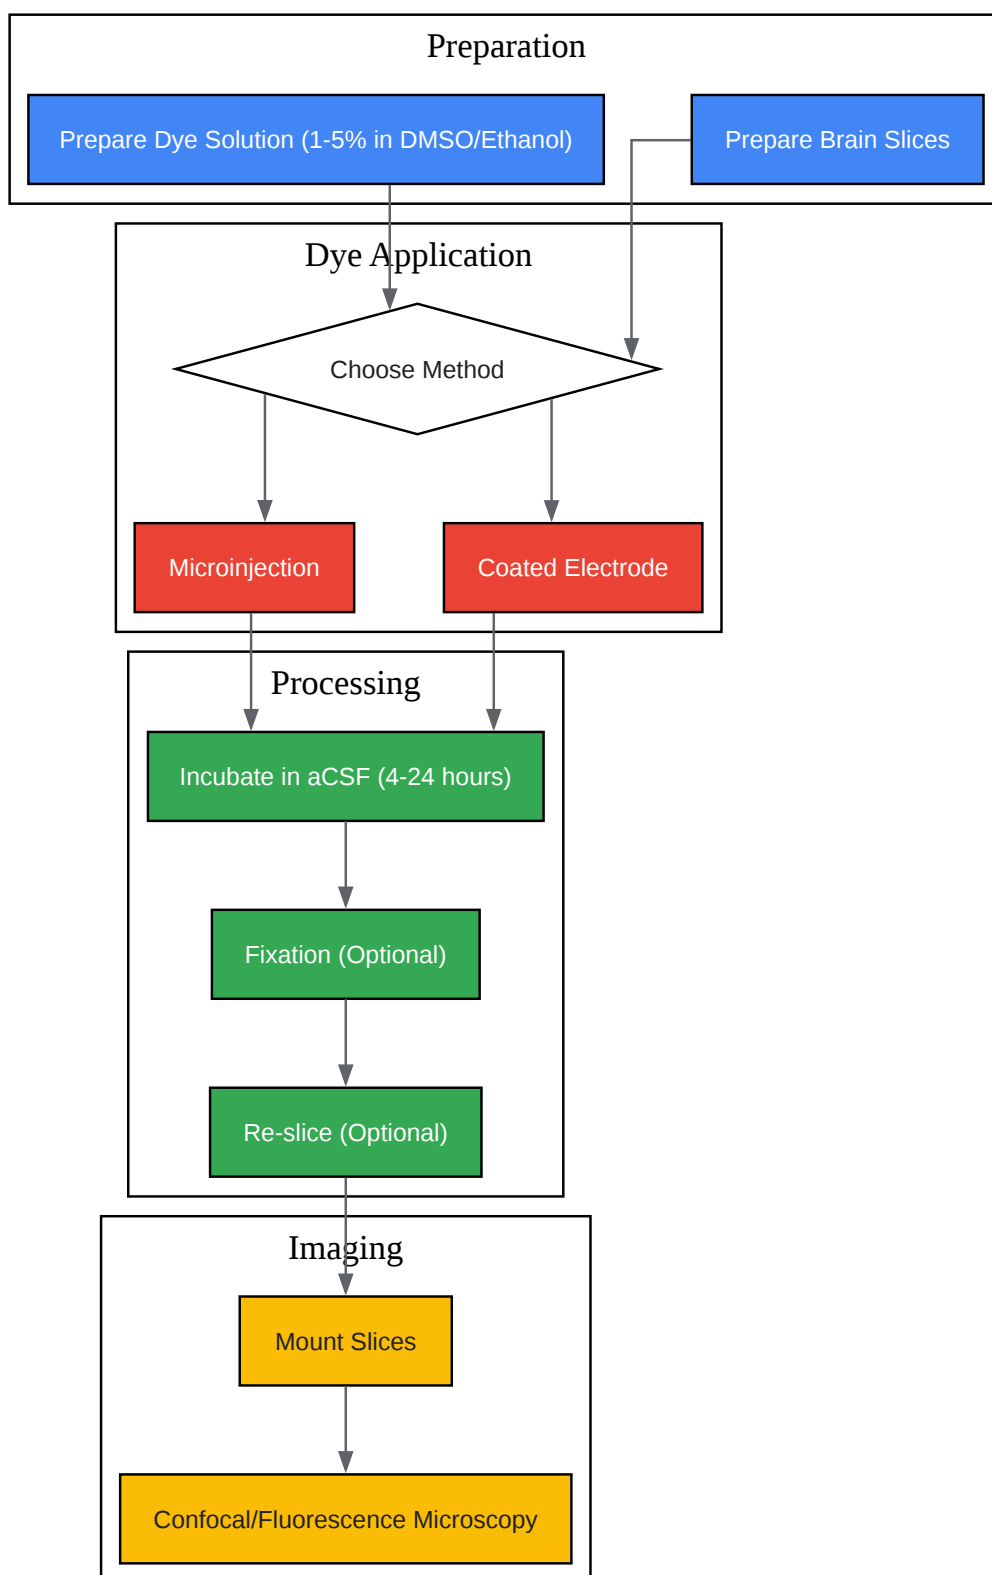 Preparation
Prepare Dye Solution (1-5% in DMSO/Ethanol)
Prepare Brain Slices
Dye Application
Choose Method
Microinjection
Coated Electrode
Processing
Incubate in aCSF (4-24 hours)
Fixation (Optional)
Re-slice (Optional)
Imaging
Mount Slices
Confocal/Fluorescence Microscopy